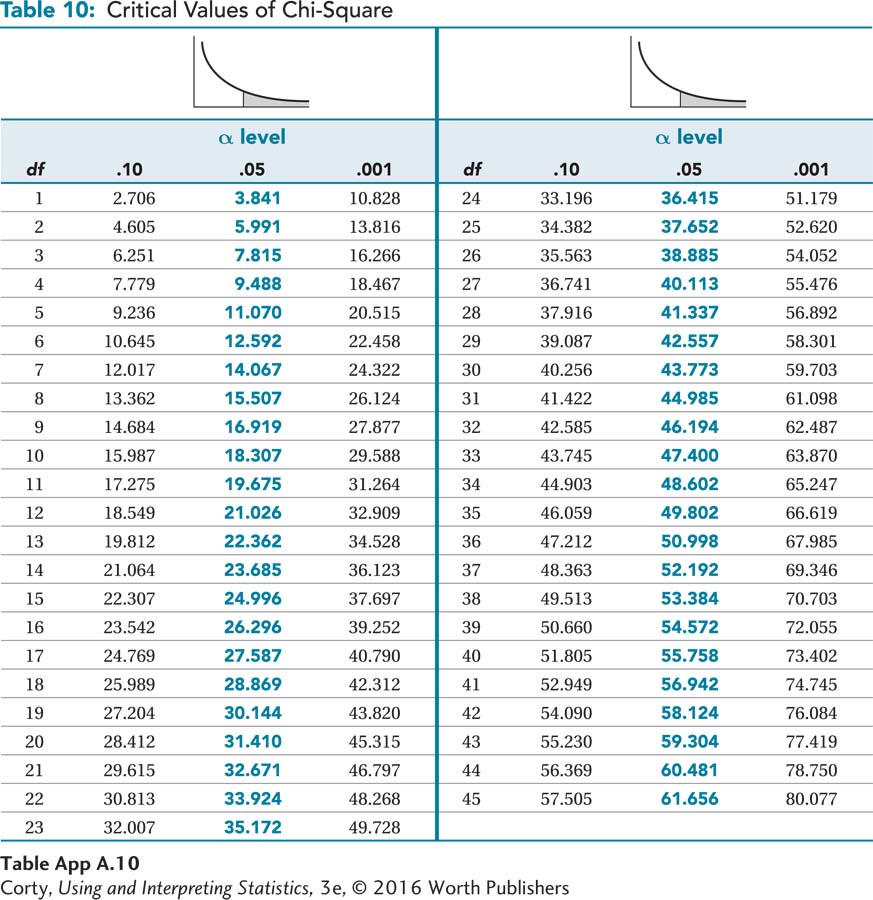 Table 10: Critical Values of Chi-Square
α level
df .10 .05 .001
1 2.706 3.841 10.828
2 4.605 5.991 13.816
3 6.251 7.815 16.266
4 7.779 9.488 18.467
5 9.236 11.070 20.515
6 10.645 12.592 22.458
7 12.017 14.067 24.322
8 13.362 15.507 26.124
9 14.684 16.919 27.877
10 15.987 18.307 29.588
11 17.275 19.675 31.264
12 18.549 21.026 32.909
13 19.812 22.362 34.528
14 21.064 23.685 36.123
15 22.307 24.996 37.697
16 23.542 26.296 39.252
17 24.769 27.587 40.790
18 25.989 28.869 42.312
19 27.204 30.144 43.820
20 28.412 31.410 45.315
21 29.615 32.671 46.797
22 30.813 33.924 48.268
23 32.007 35.172 49.728
α level
df .10 .05 .001
24 33.196 36.415 51.179
25 34.382 37.652 52.620
26 35.563 38.885 54.052
27 36.741 40.113 55.476
28 37.916 41.337 56.892
29 39.087 42.557 58.301
30 40.256 43.773 59.703
31 41.422 44.985 61.098
32 42.585 46.194 62.487
33 43.745 47.400 63.870
34 44.903 48.602 65.247
35 46.059 49.802 66.619
36 47.212 50.998 67.985
37 48.363 52.192 69.346
38 49.513 53.384 70.703
39 50.660 54.572 72.055
40 51.805 55.758 73.402
41 52.949 56.942 74.745
42 54.090 58.124 76.084
43 55.230 59.304 77.419
44 56.369 60.481 78.750
45 57.505 61.656 80.077
Table App A.10
Corty, Using and Interpreting Statistics, 3e, © 2016 Worth Publishers